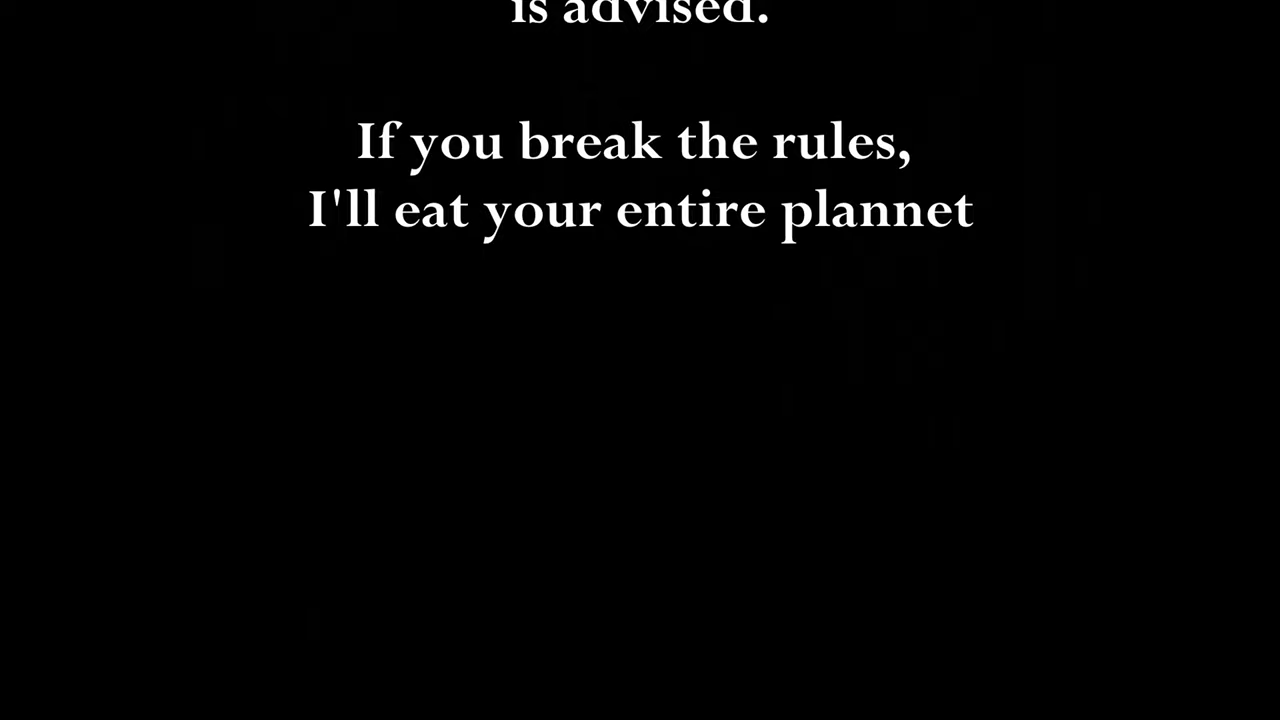 is advised.
If you break the rules,
I'll eat your entire plannet